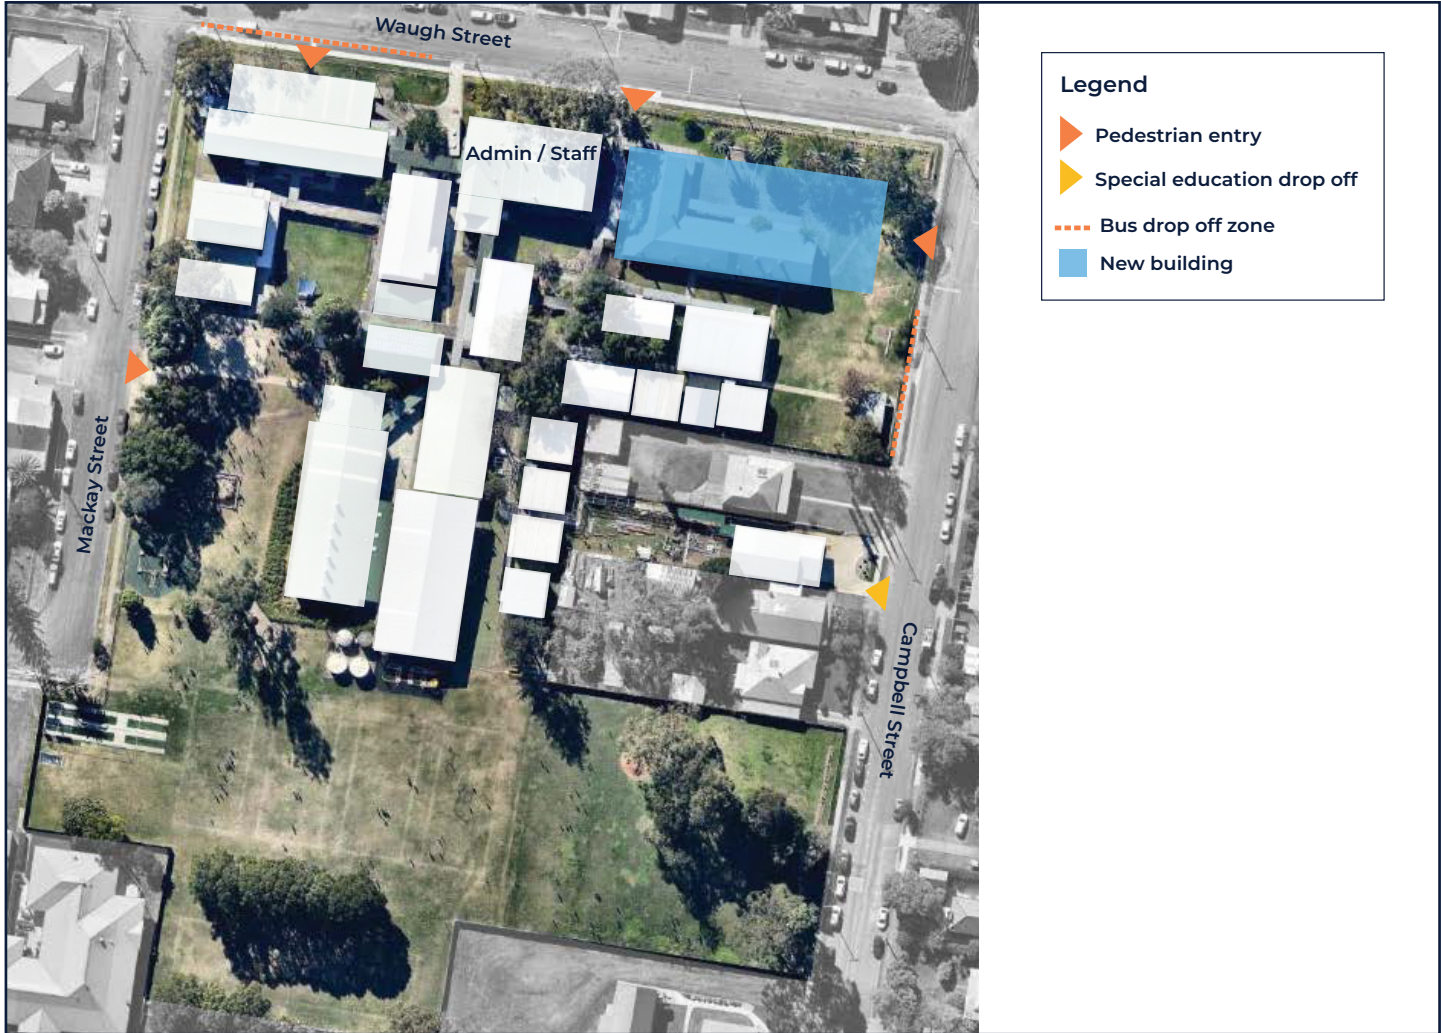 Waugh Street
Admin / Staff
Mackay Street
Campbell Street
Legend
Pedestrian entry
Special education drop off
Bus drop off zone
New building